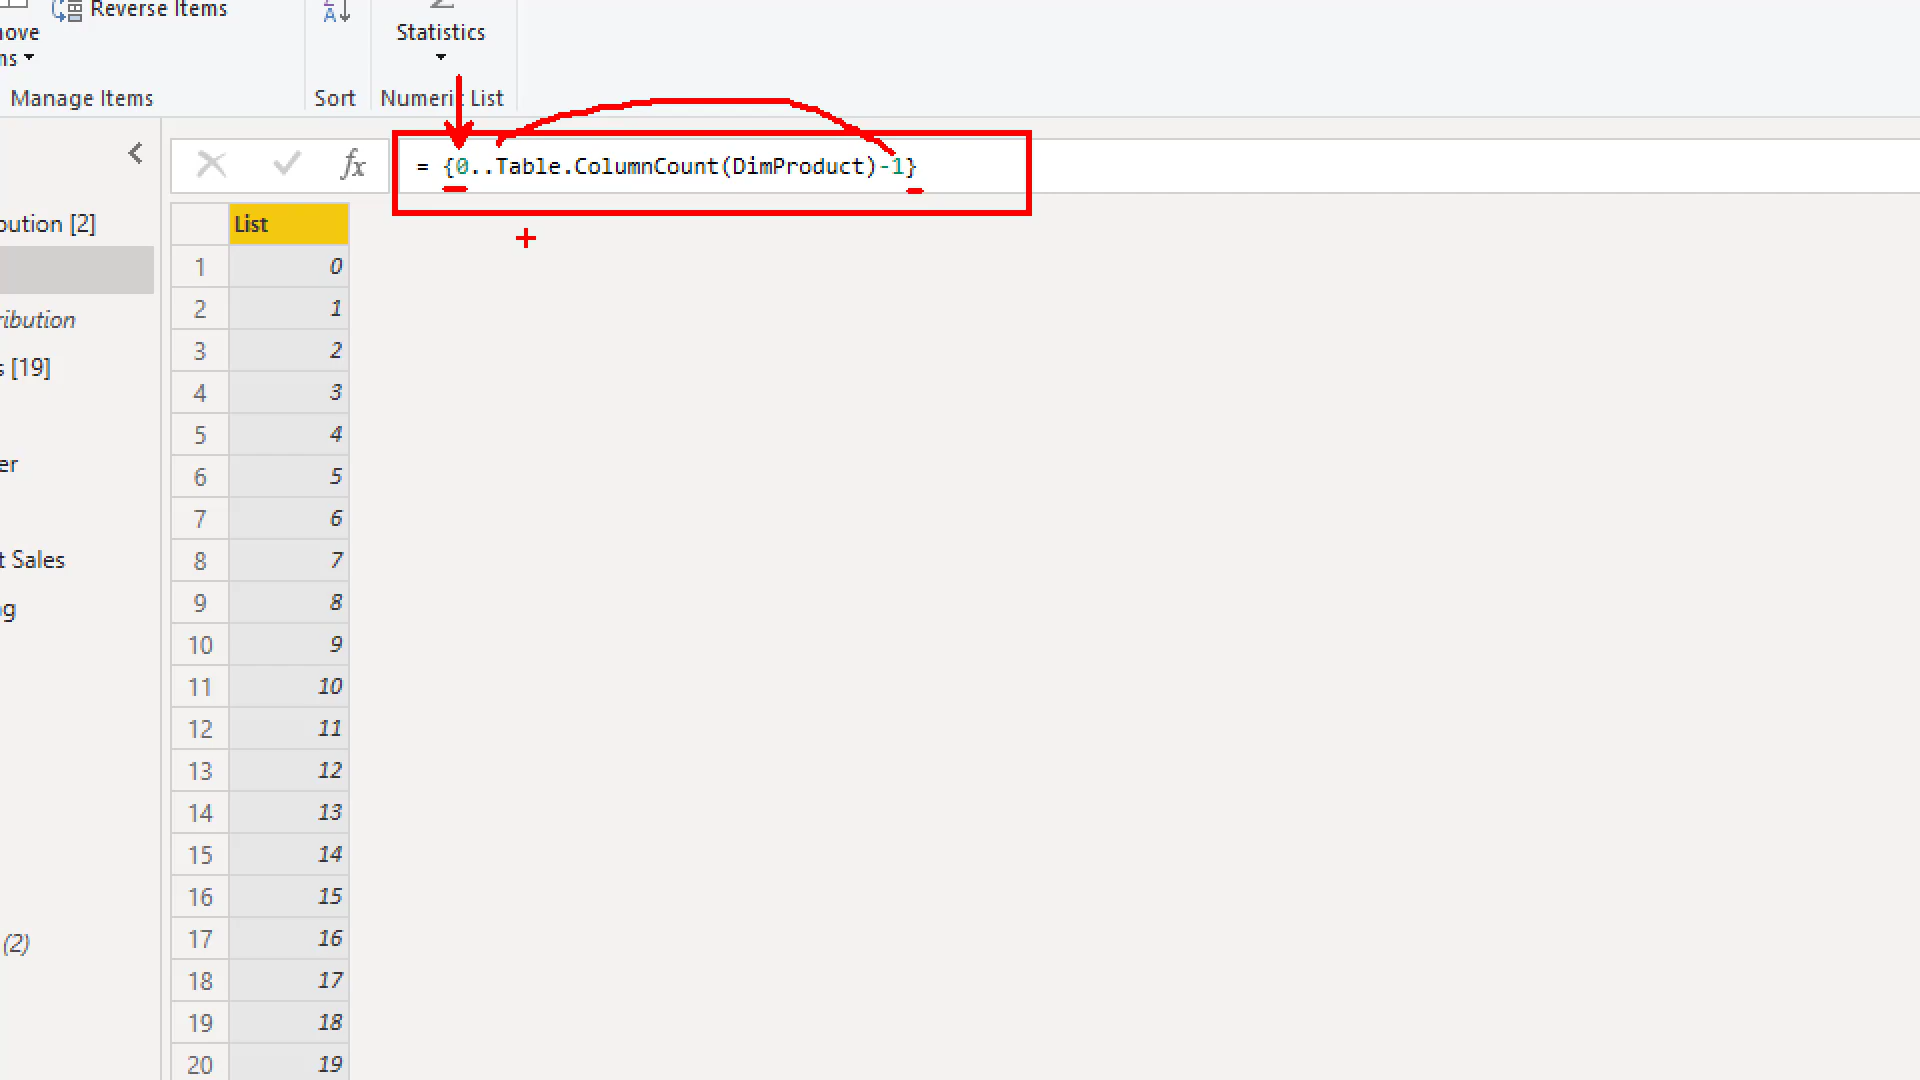 Reverse Items
ove
ns
Statistics
Manage Items
Sort
Numeric List
fx
= {0..Table.ColumnCount(DimProduct)-1}
bution [2]
ribution
s [19]
er
t Sales
g
(2)
List
1 0
2 1
3 2
4 3
5 4
6 5
7 6
8 7
9 8
10 9
11 10
12 11
13 12
14 13
15 14
16 15
17 16
18 17
19 18
20 19